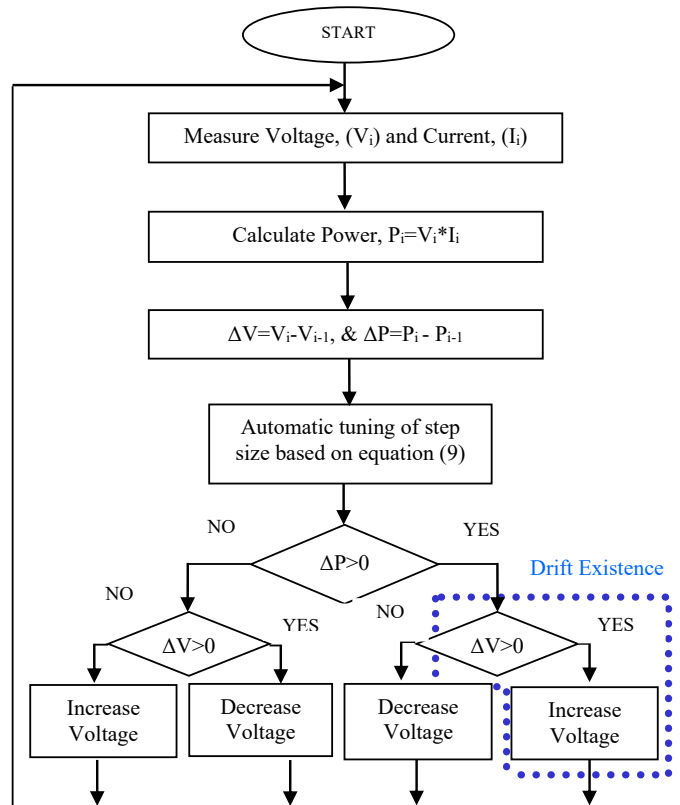 START
Measure Voltage, (Vᵢ) and Current, (Iᵢ)
Calculate Power, Pᵢ=Vᵢ*Iᵢ
ΔV=Vᵢ-Vᵢ₋₁, & ΔP=Pᵢ - Pᵢ₋₁
Automatic tuning of step
size based on equation (9)
NO
YES
ΔP>0
Drift Existence
NO
YES
NO
YES
ΔV>0
ΔV>0
Increase
Voltage
Decrease
Voltage
Decrease
Voltage
Increase
Voltage